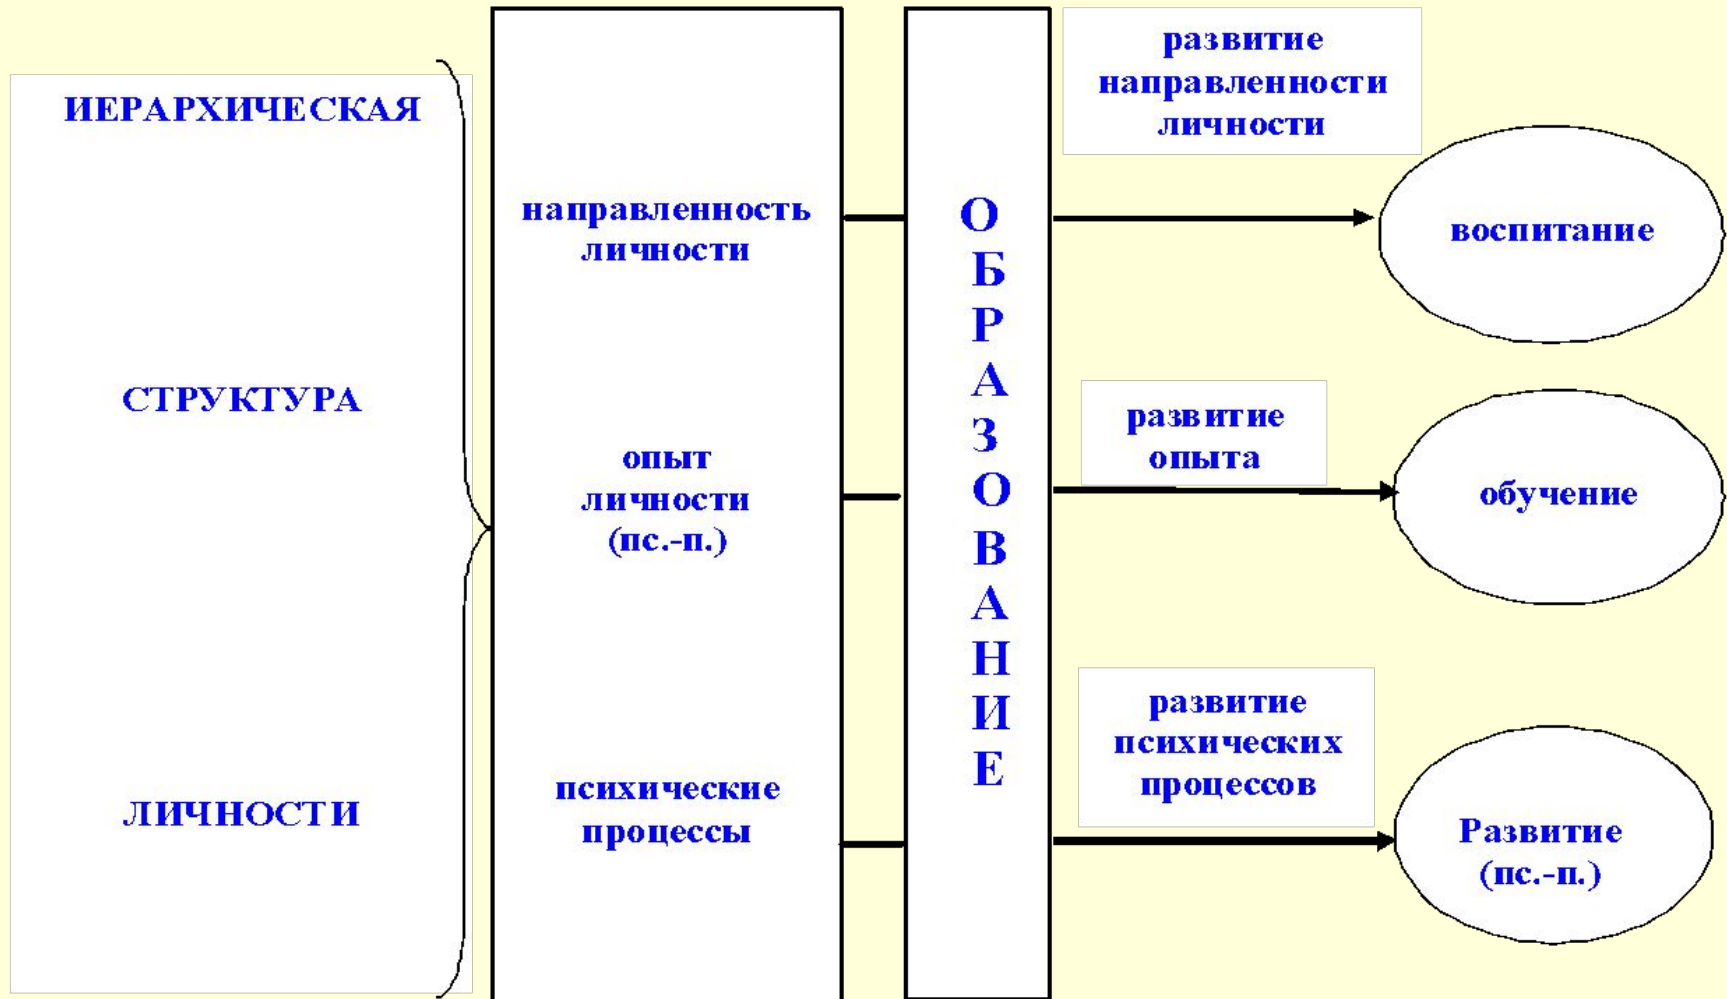 ИЕРАРХИЧЕСКАЯ
СТРУКТУРА
ЛИЧНОСТИ
направленность
личности
опыт
личности
(пс.-п.)
психические
процессы
О
Б
Р
А
З
О
В
А
Н
И
Е
развитие
направленности
личности
воспитание
развитие
опыта
обучение
развитие
психических
процессов
Развитие
(пс.-п.)